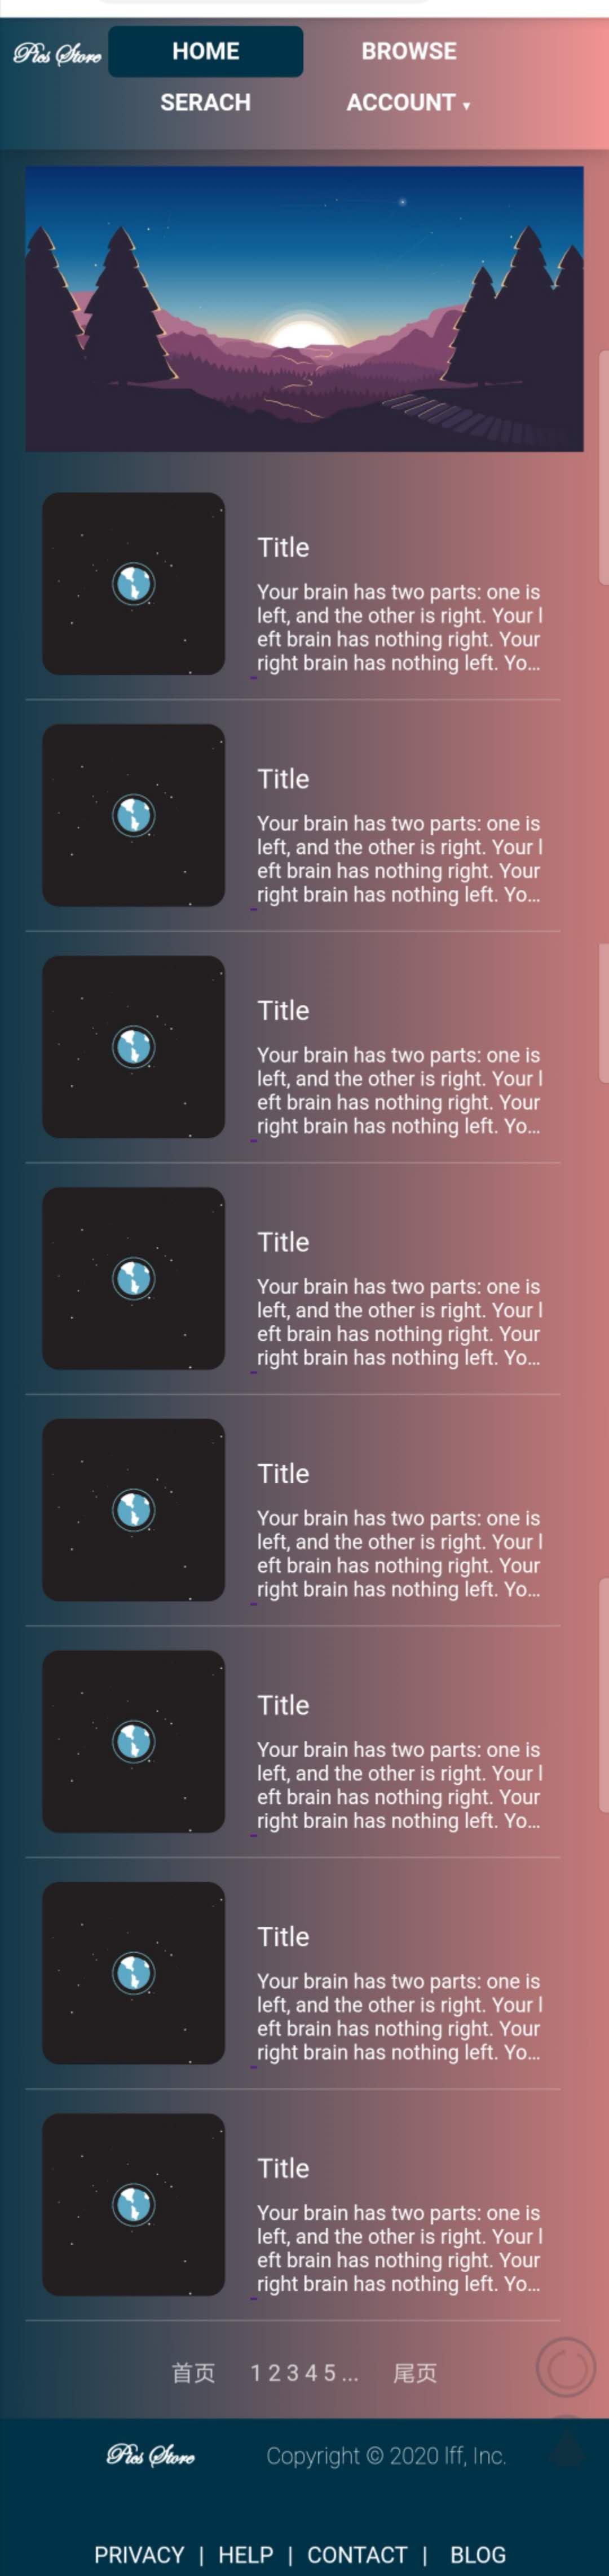 Pics Store
HOME
BROWSE
SERACH
ACCOUNT ▾
Title
Your brain has two parts: one is
left, and the other is right. Your l
eft brain has nothing right. Your
right brain has nothing left. Yo...
Title
Your brain has two parts: one is
left, and the other is right. Your l
eft brain has nothing right. Your
right brain has nothing left. Yo...
Title
Your brain has two parts: one is
left, and the other is right. Your l
eft brain has nothing right. Your
right brain has nothing left. Yo...
Title
Your brain has two parts: one is
left, and the other is right. Your l
eft brain has nothing right. Your
right brain has nothing left. Yo...
Title
Your brain has two parts: one is
left, and the other is right. Your l
eft brain has nothing right. Your
right brain has nothing left. Yo...
Title
Your brain has two parts: one is
left, and the other is right. Your l
eft brain has nothing right. Your
right brain has nothing left. Yo...
Title
Your brain has two parts: one is
left, and the other is right. Your l
eft brain has nothing right. Your
right brain has nothing left. Yo...
Title
Your brain has two parts: one is
left, and the other is right. Your l
eft brain has nothing right. Your
right brain has nothing left. Yo...
首页 1 2 3 4 5 ... 尾页
Pics Store Copyright © 2020 lff, Inc.
PRIVACY | HELP | CONTACT | BLOG